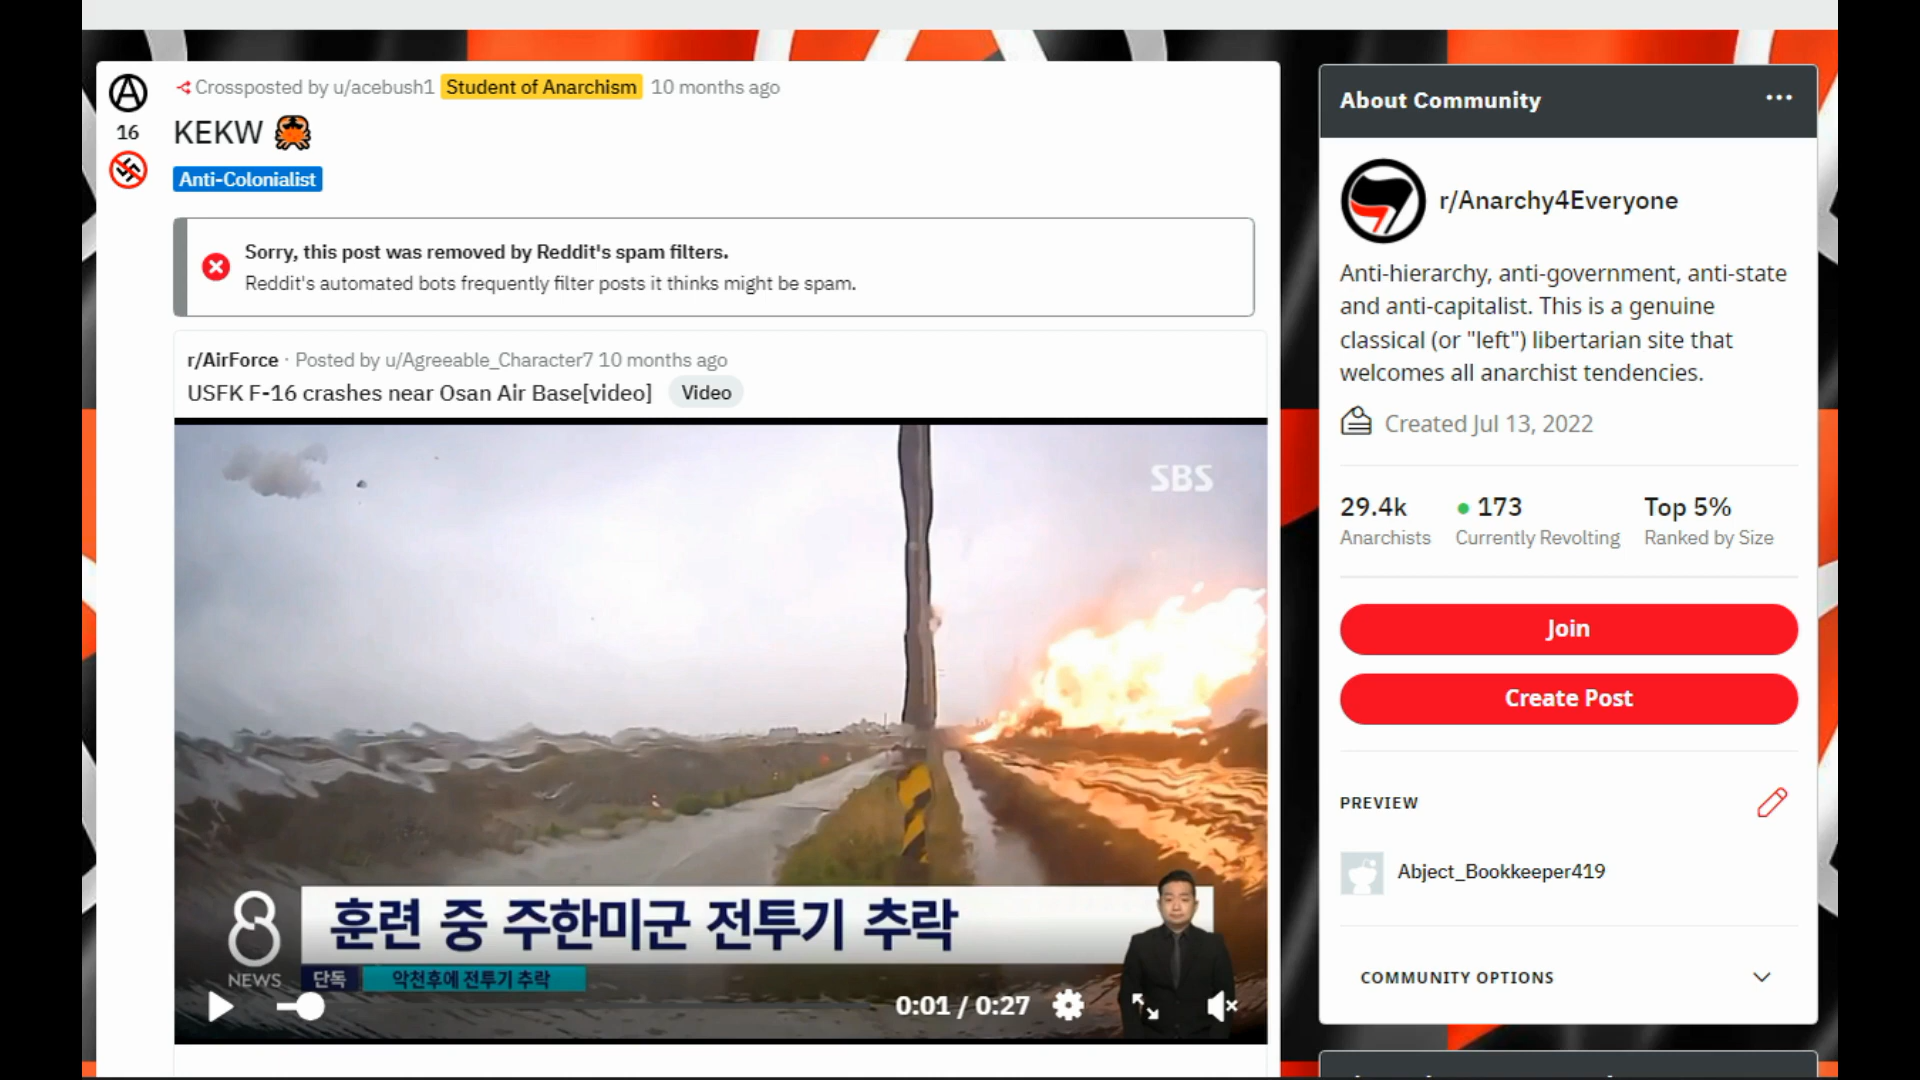 Crossposted by u/acebush1 Student of Anarchism 10 months ago
16
KEKW
Anti-Colonialist
Sorry, this post was removed by Reddit's spam filters.
Reddit's automated bots frequently filter posts it thinks might be spam.
r/AirForce · Posted by u/Agreeable_Character7 10 months ago
USFK F-16 crashes near Osan Air Base[video] Video
SBS
8 훈련 중 주한미군 전투기 추락
NEWS 단독 악천후에 전투기 추락
0:01 / 0:27
About Community
r/Anarchy4Everyone
Anti-hierarchy, anti-government, anti-state
and anti-capitalist. This is a genuine
classical (or "left") libertarian site that
welcomes all anarchist tendencies.
Created Jul 13, 2022
29.4k 173 Top 5%
Anarchists Currently Revolting Ranked by Size
Join
Create Post
PREVIEW
Abject_Bookkeeper419
COMMUNITY OPTIONS